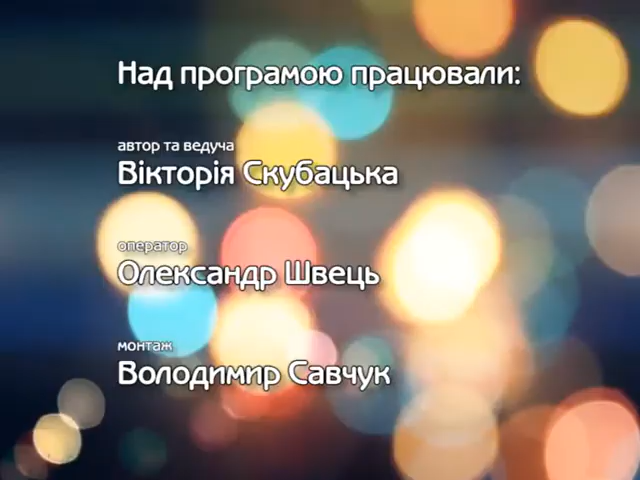 Над програмою працювали:
автор та ведуча
Вікторія Скубацька
оператор
Олександр Швець
монтаж
Володимир Савчук